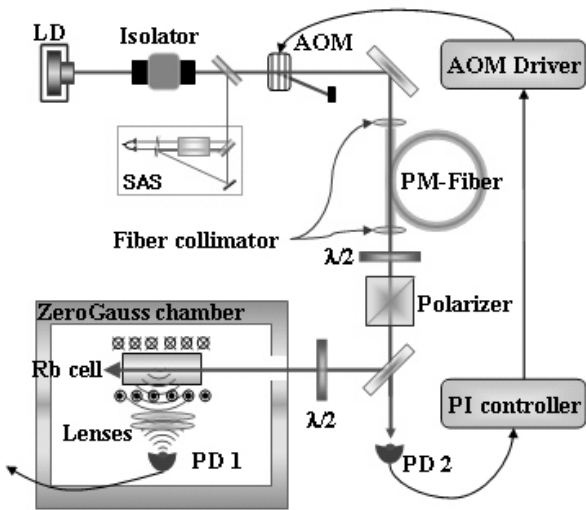 LD
Isolator
AOM
AOM Driver
SAS
PM-Fiber
Fiber collimator
λ/2
Polarizer
ZeroGauss chamber
Rb cell
λ/2
PI controller
Lenses
PD 1
PD 2